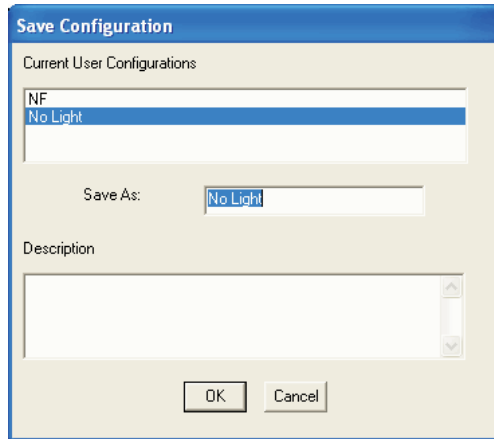 Save Configuration
Current User Configurations
NF
No Light
Save As:
No Light
Description
OK
Cancel